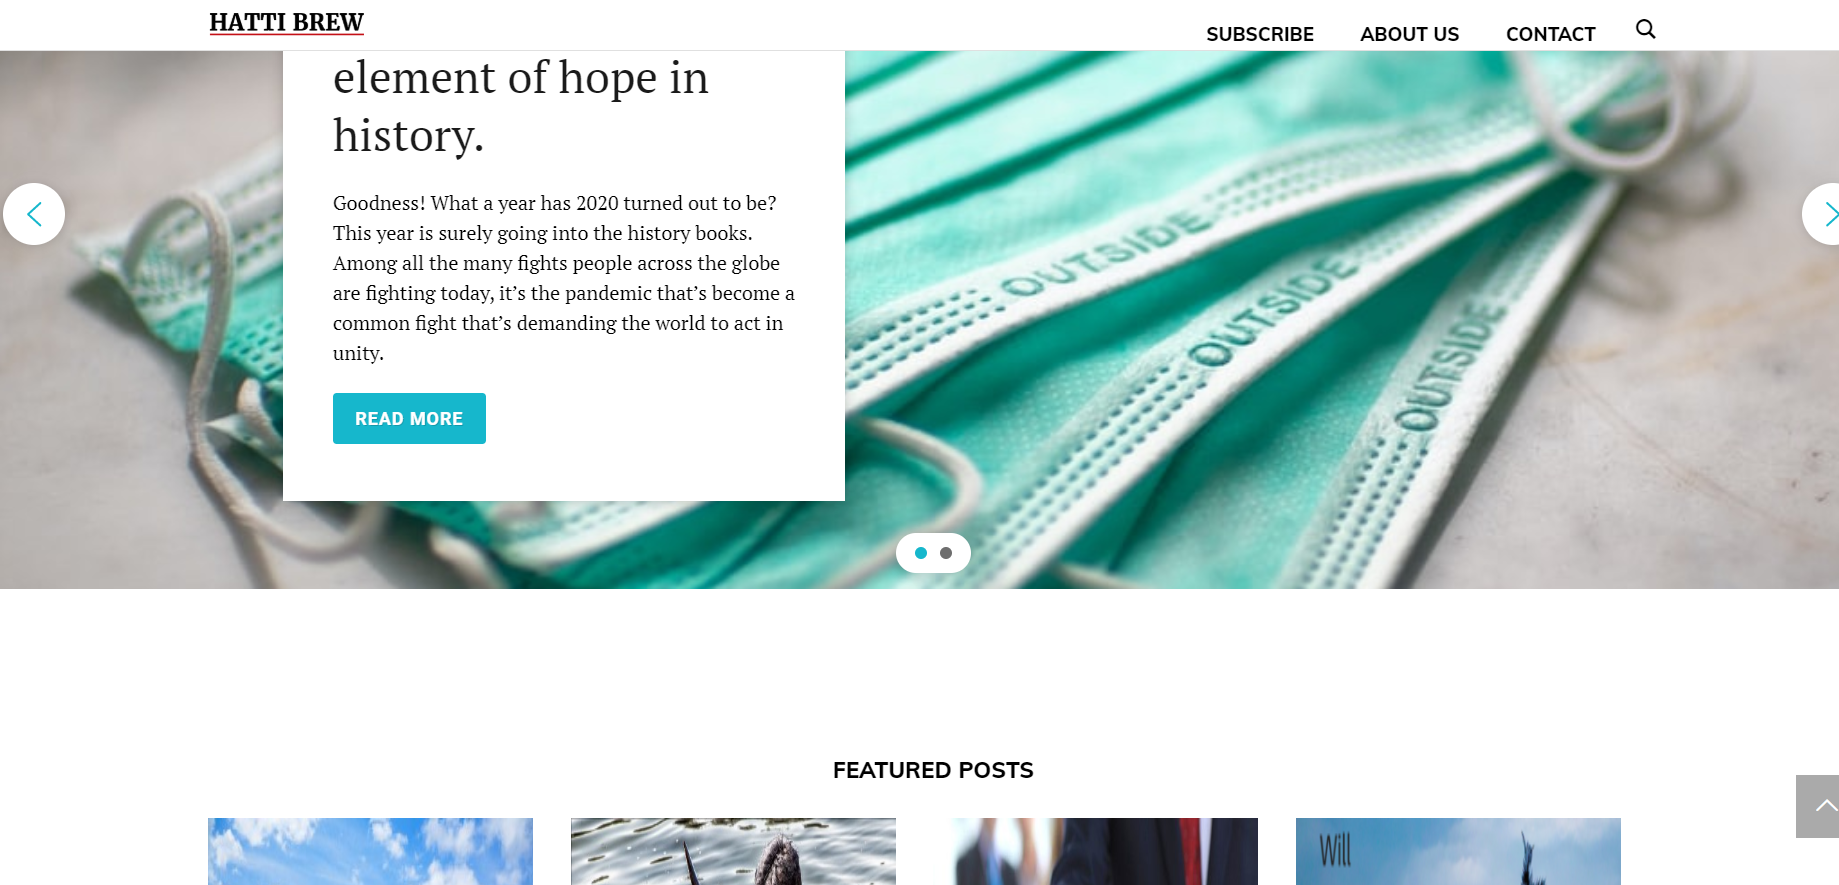 HATTI BREW
SUBSCRIBE ABOUT US CONTACT
element of hope in
history.
Goodness! What a year has 2020 turned out to be?
This year is surely going into the history books.
Among all the many fights people across the globe
are fighting today, it’s the pandemic that’s become a
common fight that’s demanding the world to act in
unity.
READ MORE
OUTSIDE
OUTSIDE
OUTSIDE
FEATURED POSTS
Will